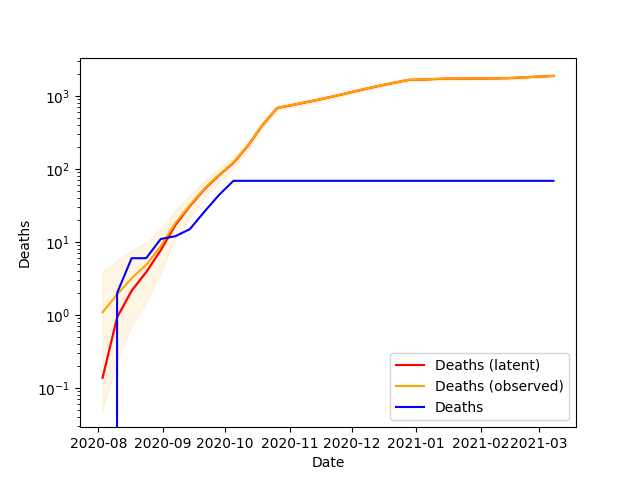 Deaths
10³
10²
10¹
10⁰
10⁻¹
Deaths (latent)
Deaths (observed)
Deaths
2020-08 2020-09 2020-10 2020-11 2020-12 2021-01 2021-02 2021-03
Date